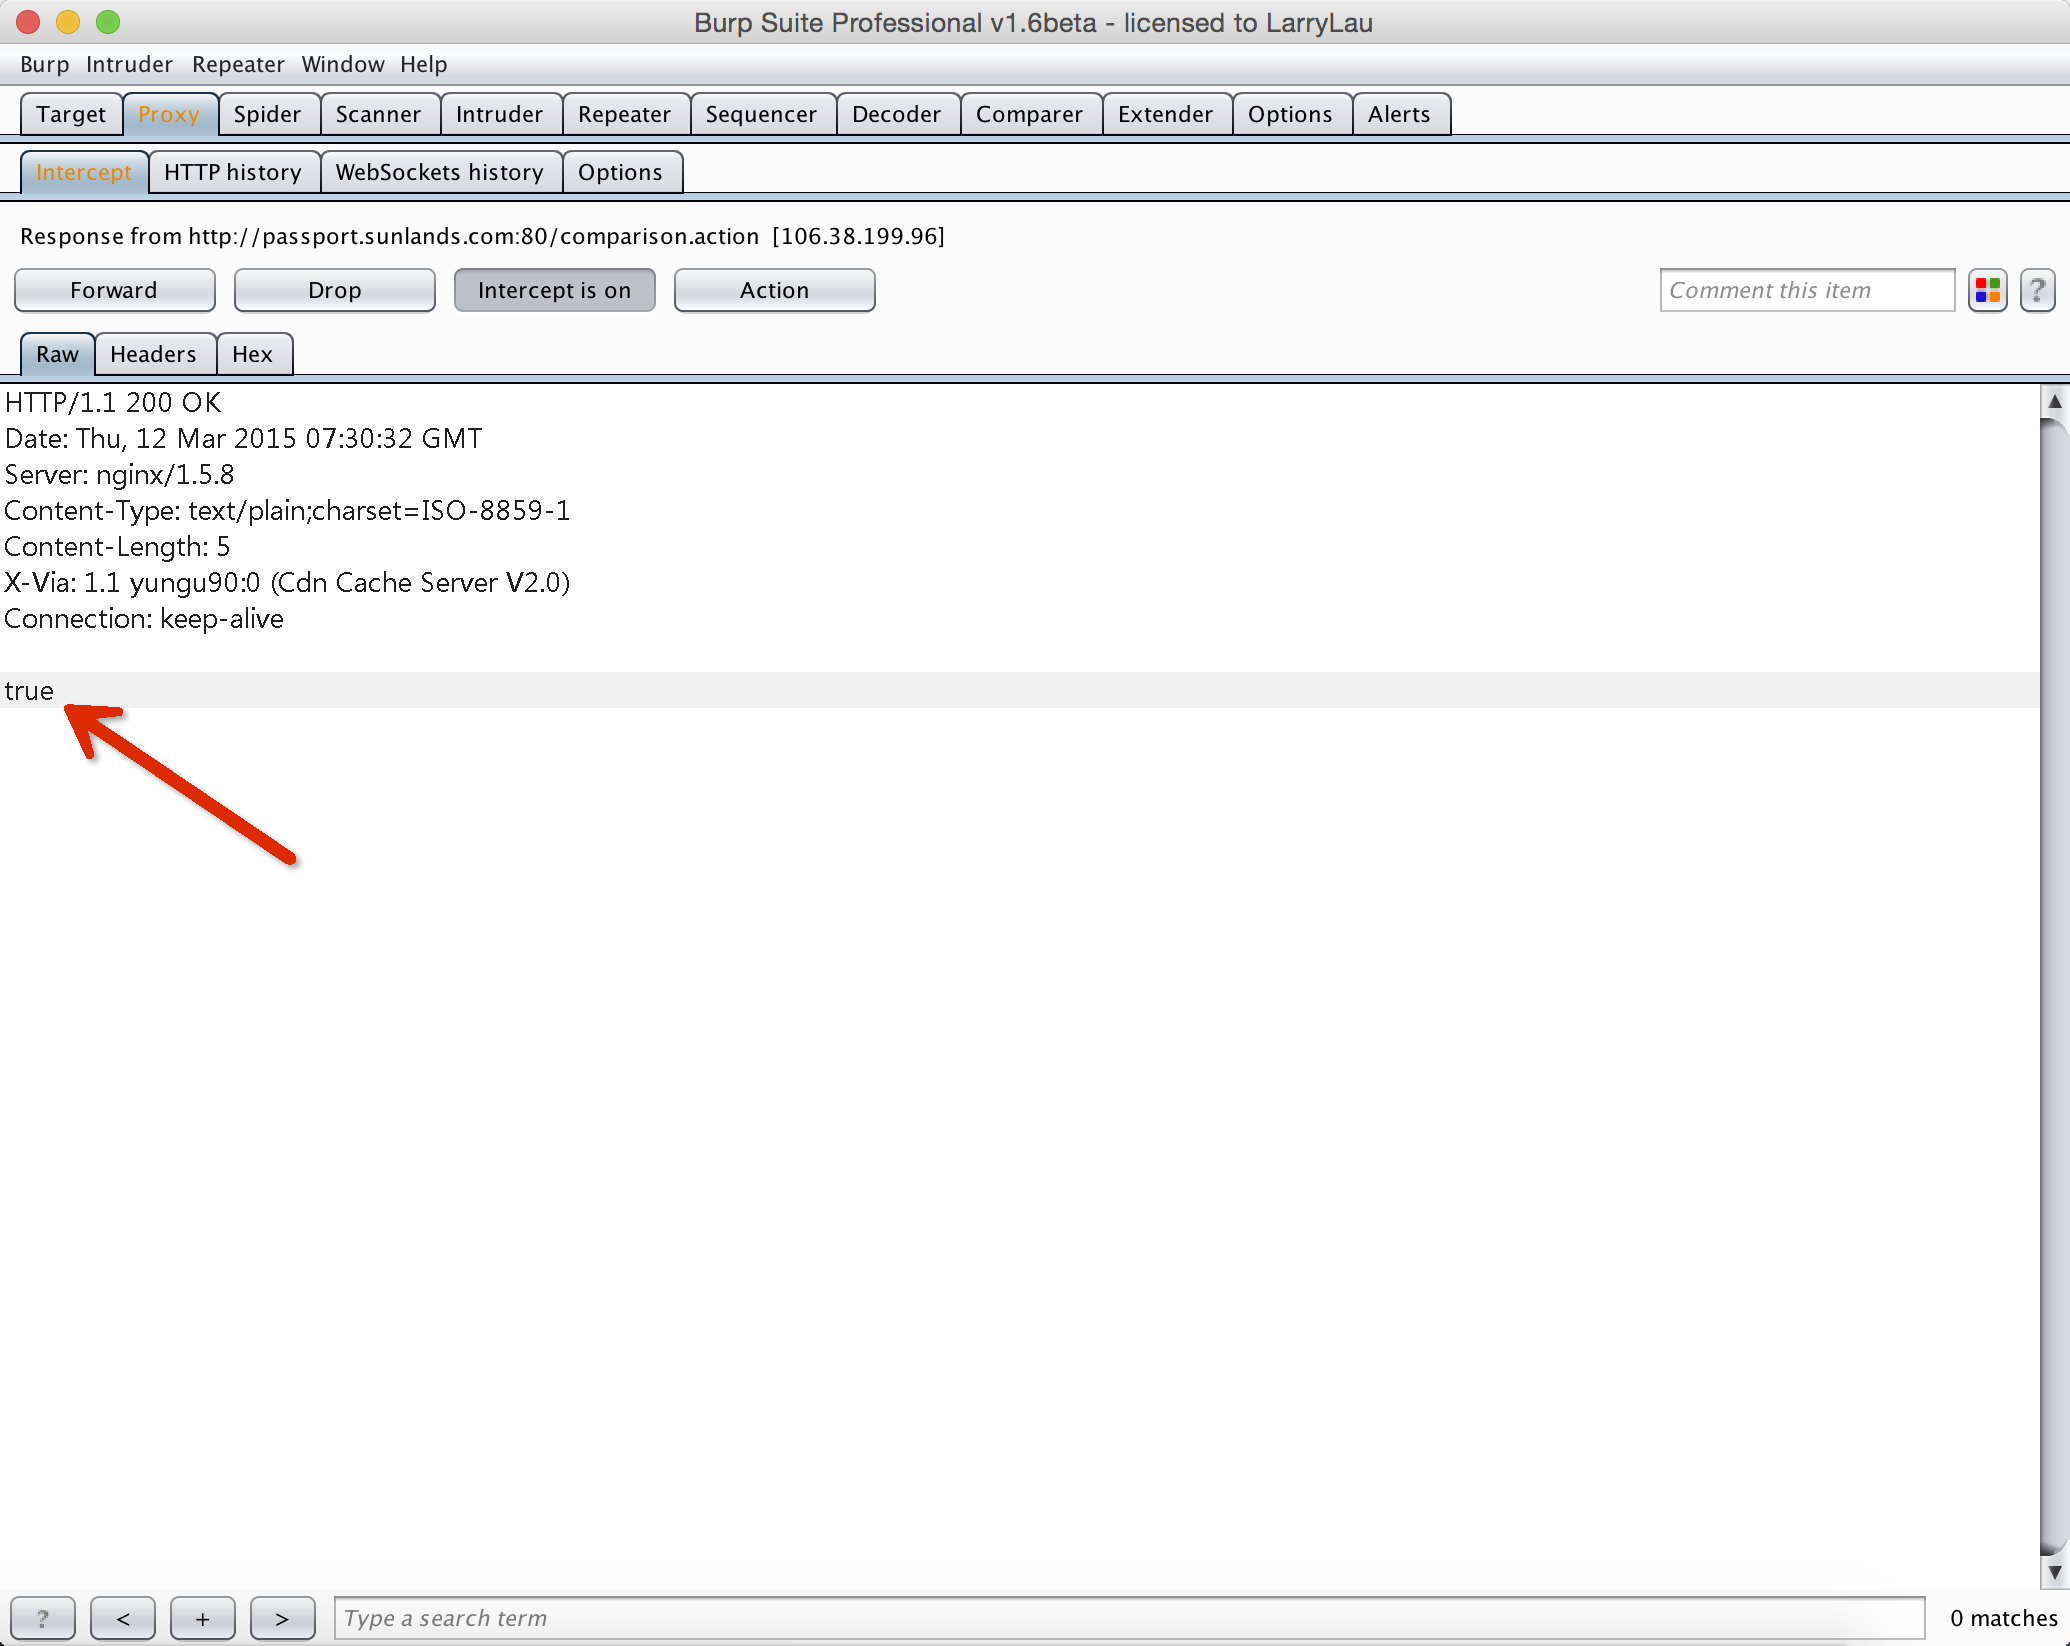 Burp Suite Professional v1.6beta - licensed to LarryLau
Burp Intruder Repeater Window Help
Target Proxy Spider Scanner Intruder Repeater Sequencer Decoder Comparer Extender Options Alerts
Intercept HTTP history WebSockets history Options
Response from http://passport.sunlands.com:80/comparison.action [106.38.199.96]
Forward Drop Intercept is on Action Comment this item ?
Raw Headers Hex
HTTP/1.1 200 OK
Date: Thu, 12 Mar 2015 07:30:32 GMT
Server: nginx/1.5.8
Content-Type: text/plain;charset=ISO-8859-1
Content-Length: 5
X-Via: 1.1 yungu90:0 (Cdn Cache Server V2.0)
Connection: keep-alive
true
? < + > Type a search term 0 matches